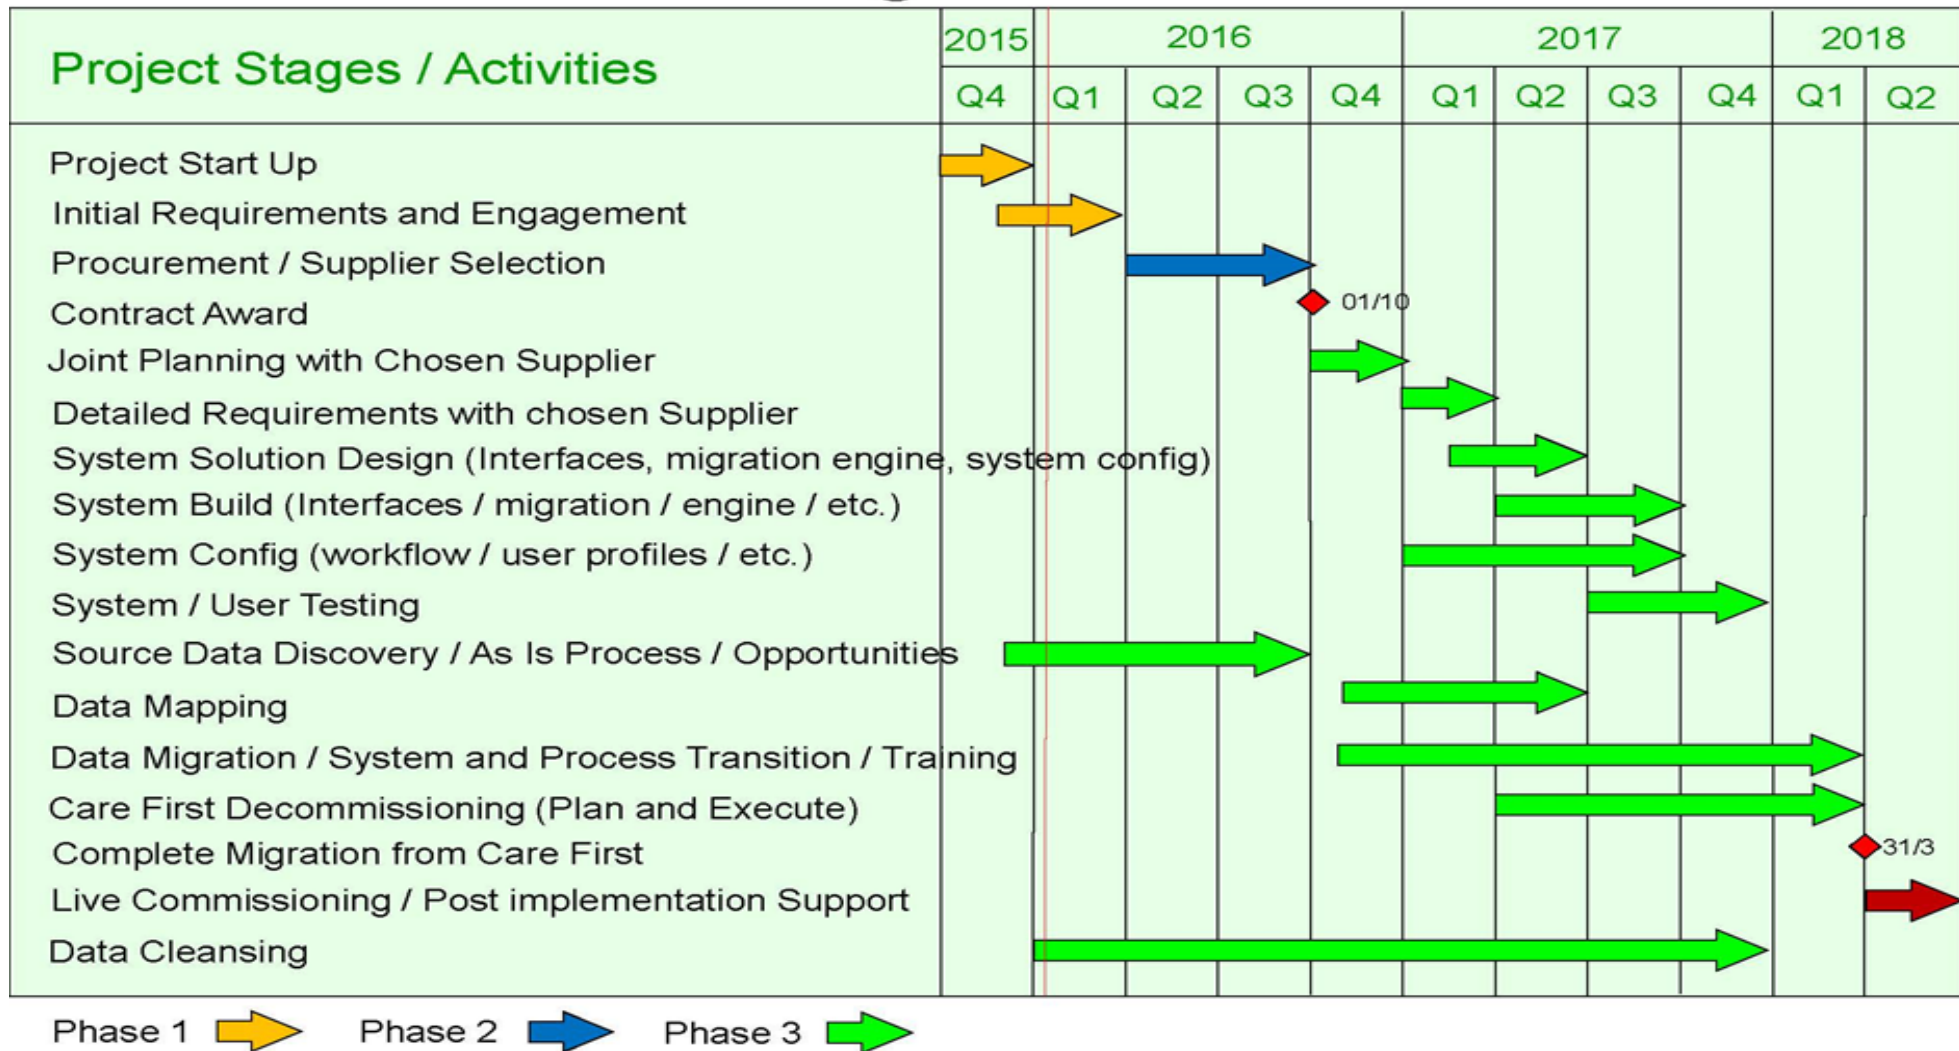 2015 2016 2017 2018
Project Stages / Activities
Q4 Q1 Q2 Q3 Q4 Q1 Q2 Q3 Q4 Q1 Q2
Project Start Up
Initial Requirements and Engagement
Procurement / Supplier Selection
Contract Award 01/10
Joint Planning with Chosen Supplier
Detailed Requirements with chosen Supplier
System Solution Design (Interfaces, migration engine, system config)
System Build (Interfaces / migration / engine / etc.)
System Config (workflow / user profiles / etc.)
System / User Testing
Source Data Discovery / As Is Process / Opportunities
Data Mapping
Data Migration / System and Process Transition / Training
Care First Decommissioning (Plan and Execute)
Complete Migration from Care First 31/3
Live Commissioning / Post implementation Support
Data Cleansing
Phase 1 Phase 2 Phase 3